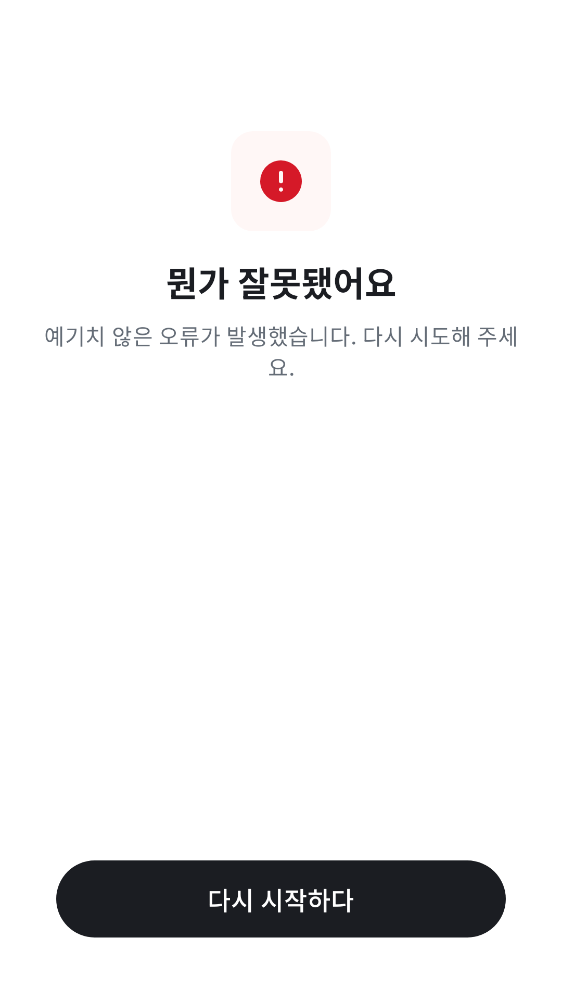 뭔가 잘못됐어요
예기치 않은 오류가 발생했습니다. 다시 시도해 주세
요.
다시 시작하다